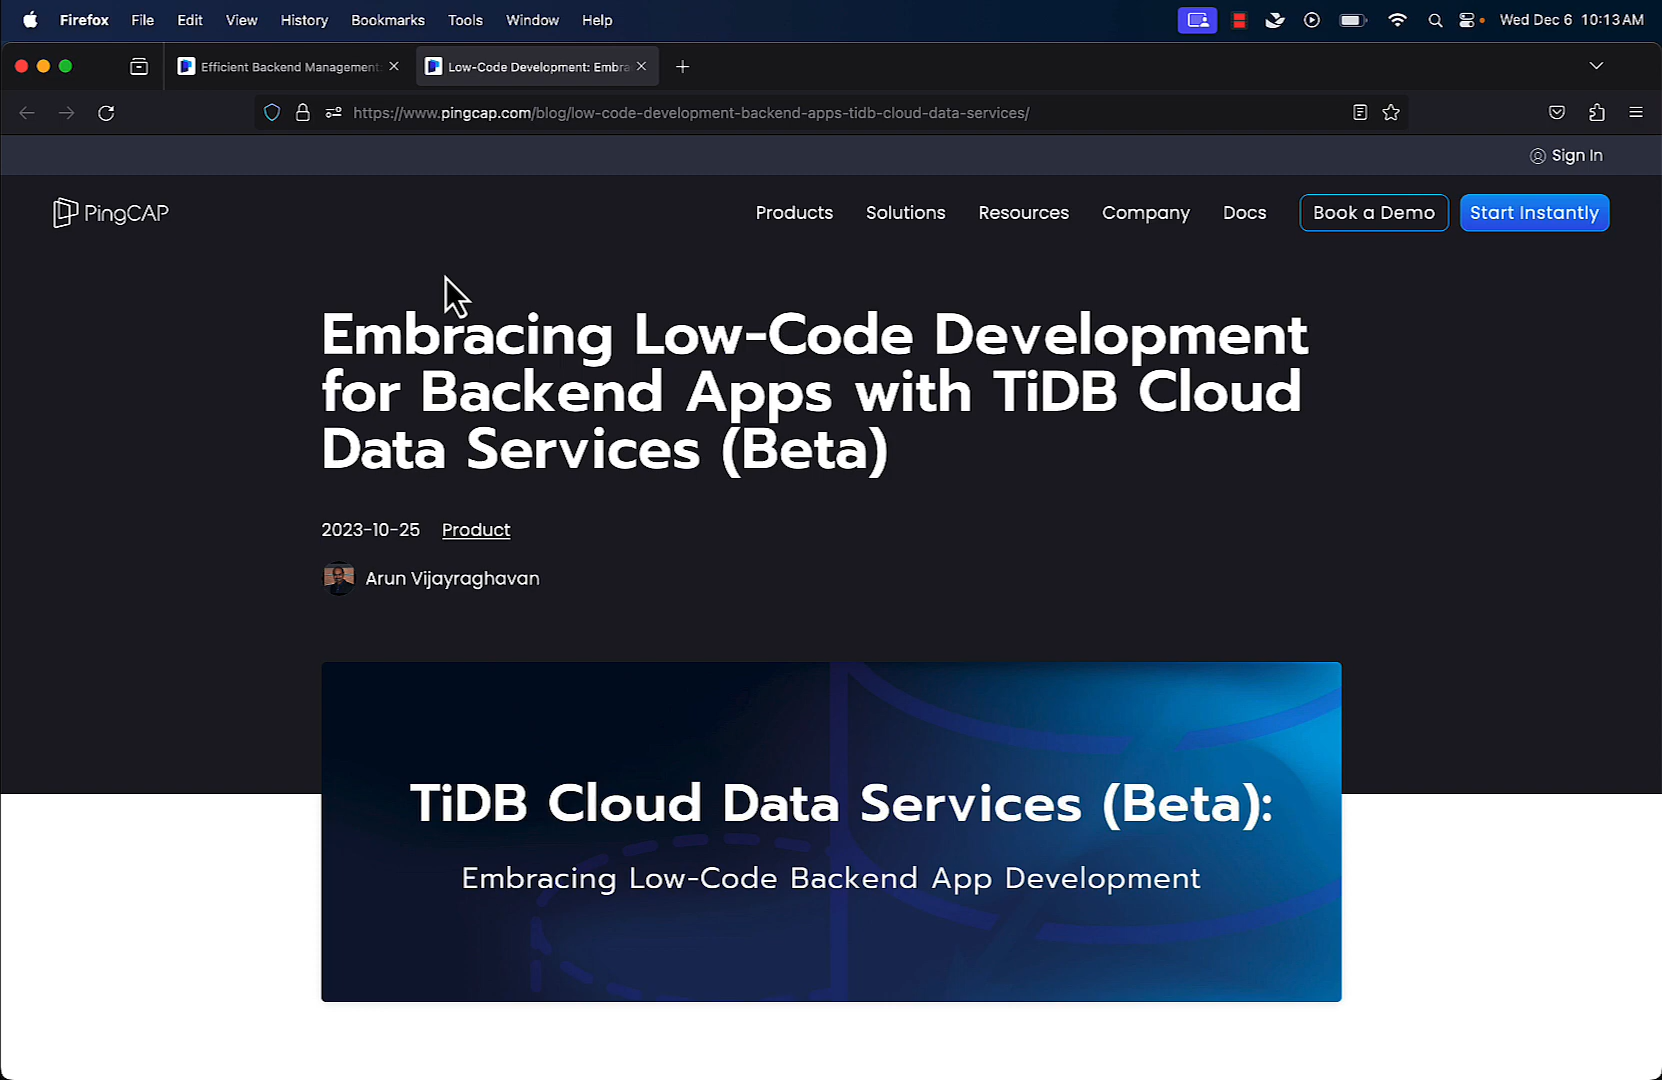 Firefox File Edit View History Bookmarks Tools Window Help Wed Dec 6 10:13 AM
Efficient Backend Management: Low-Code Development: Embra
https://www.pingcap.com/blog/low-code-development-backend-apps-tidb-cloud-data-services/
Sign In
PingCAP Products Solutions Resources Company Docs Book a Demo Start Instantly
Embracing Low-Code Development
for Backend Apps with TiDB Cloud
Data Services (Beta)
2023-10-25 Product
Arun Vijayraghavan
TiDB Cloud Data Services (Beta):
Embracing Low-Code Backend App Development